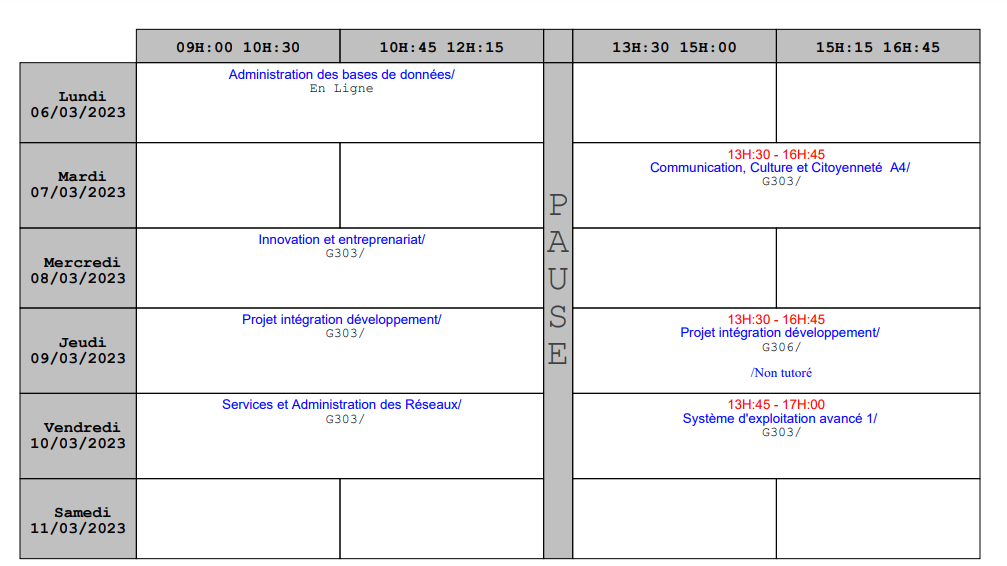 09H:00 10H:30 10H:45 12H:15 13H:30 15H:00 15H:15 16H:45
Lundi
06/03/2023
Administration des bases de données/
En Ligne
Mardi
07/03/2023
13H:30 - 16H:45
Communication, Culture et Citoyenneté A4/
G303/
Mercredi
08/03/2023
Innovation et entreprenariat/
G303/
PAUSE
Jeudi
09/03/2023
Projet intégration développement/
G303/
13H:30 - 16H:45
Projet intégration développement/
G306/
/Non tutoré
Vendredi
10/03/2023
Services et Administration des Réseaux/
G303/
13H:45 - 17H:00
Système d'exploitation avancé 1/
G303/
Samedi
11/03/2023